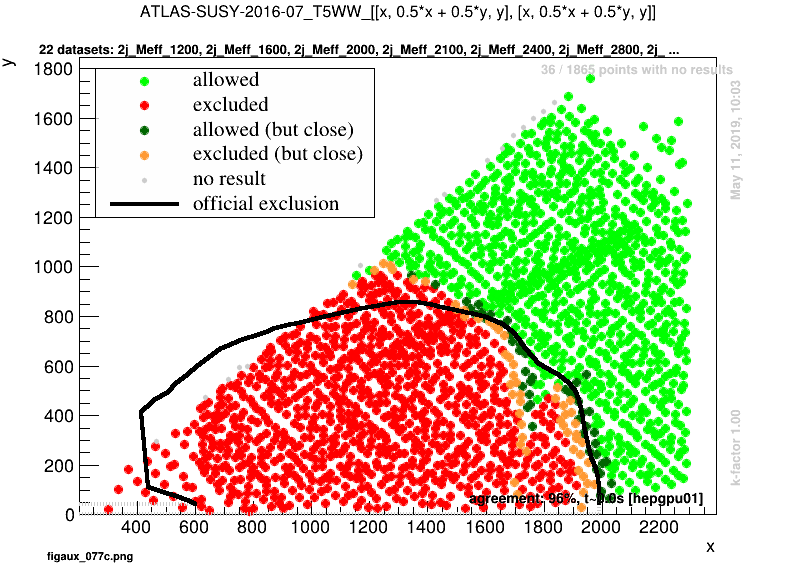 ATLAS-SUSY-2016-07_T5WW_[[x, 0.5*x + 0.5*y, y], [x, 0.5*x + 0.5*y, y]]
22 datasets: 2j_Meff_1200, 2j_Meff_1600, 2j_Meff_2000, 2j_Meff_2100, 2j_Meff_2400, 2j_Meff_2800, 2j_ ...
y
36 / 1865 points with no results
allowed
excluded
allowed (but close)
excluded (but close)
no result
official exclusion
May 11, 2019, 10:03
k-factor 1.00
1800
1600
1400
1200
1000
800
600
400
200
0
agreement: 96%, t~0.0s [hepgpu01]
400 600 800 1000 1200 1400 1600 1800 2000 2200
x
figaux_077c.png